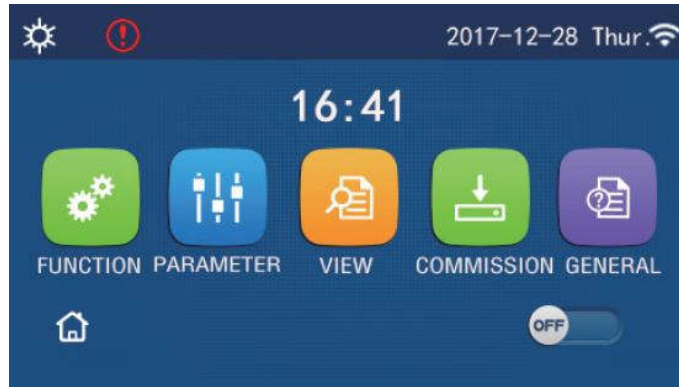 2017-12-28 Thur.
16:41
FUNCTION PARAMETER VIEW COMMISSION GENERAL
OFF